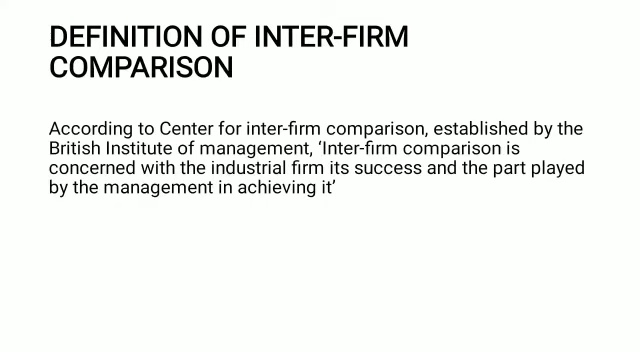 DEFINITION OF INTER-FIRM
COMPARISON
According to Center for inter-firm comparison, established by the
British Institute of management, ‘Inter-firm comparison is
concerned with the industrial firm its success and the part played
by the management in achieving it’